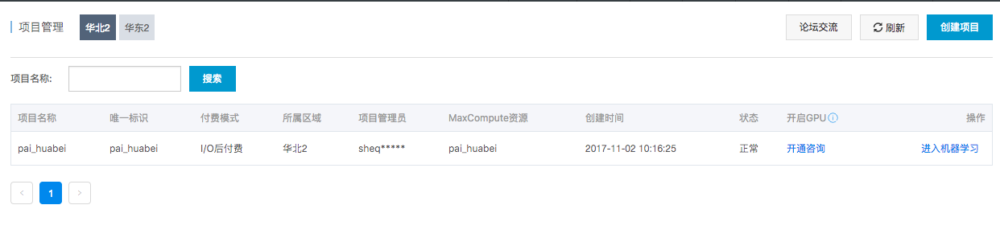 项目管理 华北2 华东2 论坛交流 刷新 创建项目
项目名称: 搜索
项目名称 唯一标识 付费模式 所属区域 项目管理员 MaxCompute资源 创建时间 状态 开启GPU 操作
pai_huabei pai_huabei I/O后付费 华北2 sheq***** pai_huabei 2017-11-02 10:16:25 正常 开通咨询 进入机器学习
1